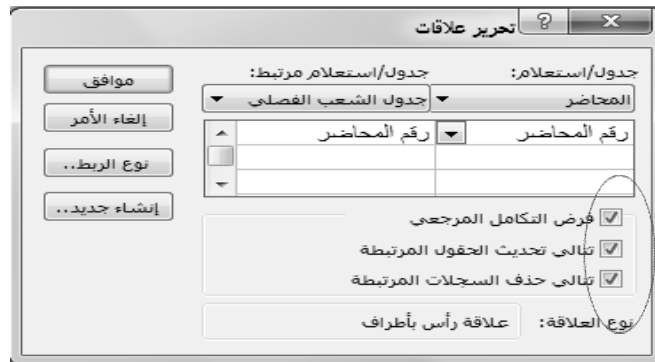 تحرير علاقات
جدول/استعلام: جدول/استعلام مرتبط:
المحاضر جدول الشعب الفصلي
رقم المحاضر رقم المحاضر
موافق
إلغاء الأمر
نوع الربط..
إنشاء جديد..
فرض التكامل المرجعي
تتالي تحديث الحقول المرتبطة
تتالي حذف السجلات المرتبطة
نوع العلاقة: علاقة رأس بأطراف